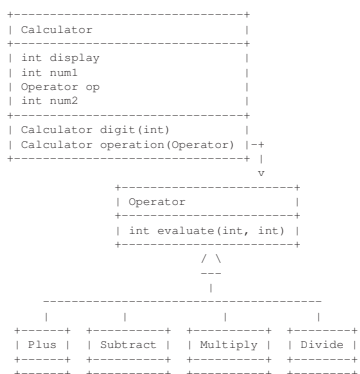 Calculator
int display
int num1
Operator op
int num2
Calculator digit(int)
Calculator operation(Operator)
Operator
int evaluate(int, int)
Plus | Subtract | Multiply | Divide